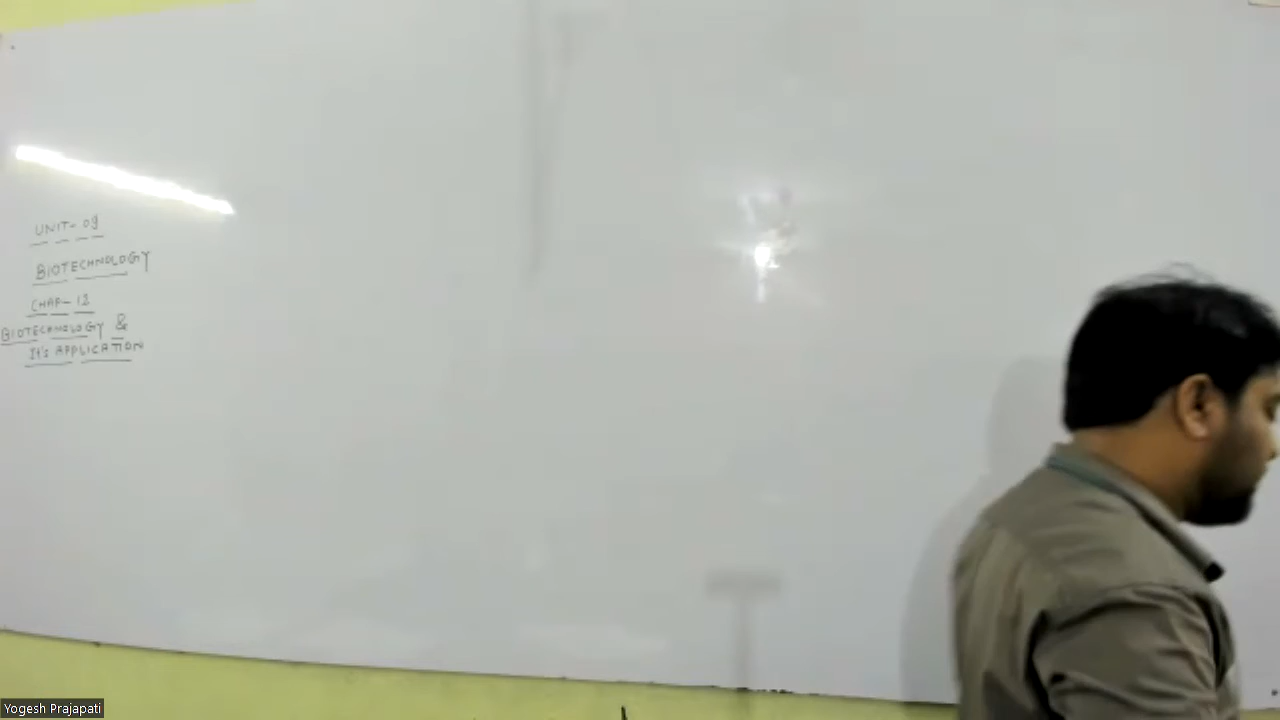 UNIT- 09
BIOTECHNOLOGY
CHAP- 12
BIOTECHNOLOGY &
It's APPLICATION
Yogesh Prajapati